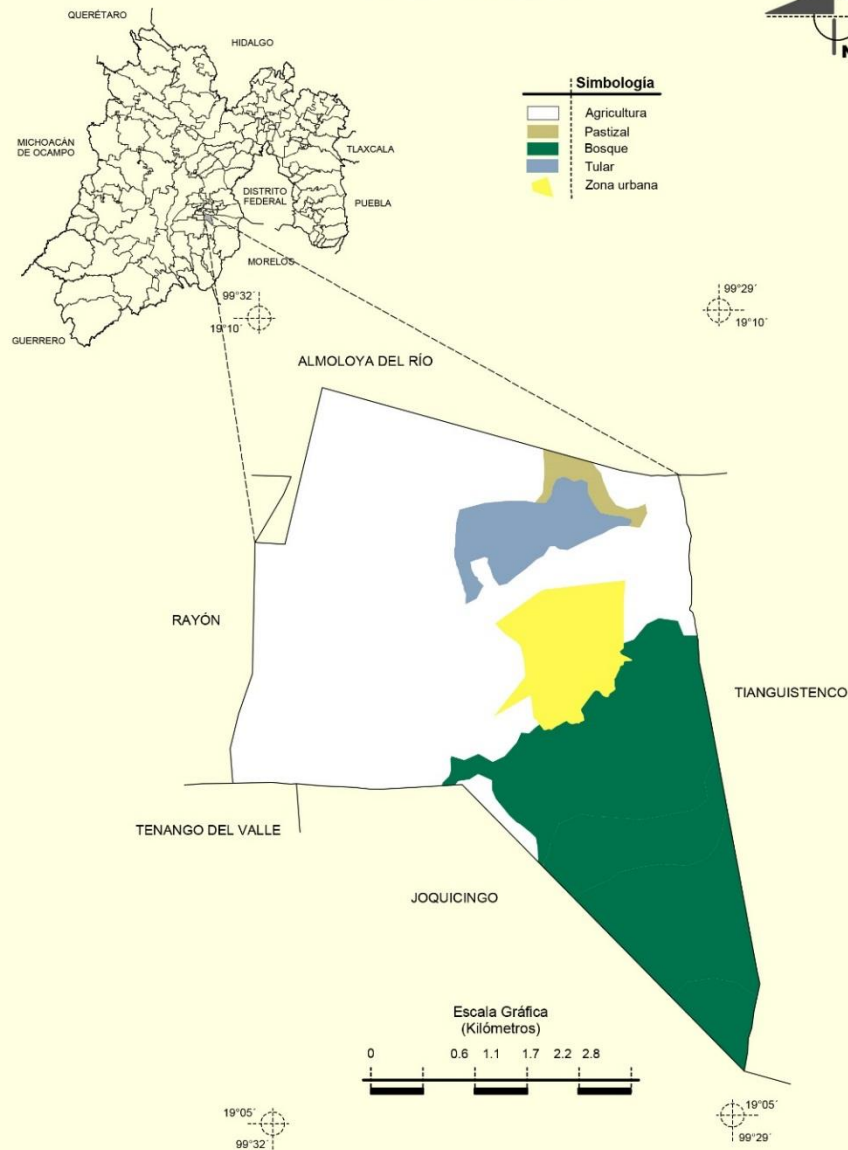 QUERÉTARO
HIDALGO
N
MICHOACÁN
DE OCAMPO
TLAXCALA
DISTRITO
FEDERAL
PUEBLA
MORELOS
GUERRERO
Simbología
Agricultura
Pastizal
Bosque
Tular
Zona urbana
99°32´
19°10´
99°29´
19°10´
ALMOLOYA DEL RÍO
RAYÓN
TIANGUISTENCO
TENANGO DEL VALLE
JOQUICINGO
Escala Gráfica
(Kilómetros)
0 0.6 1.1 1.7 2.2 2.8
19°05´
99°32´
19°05´
99°29´